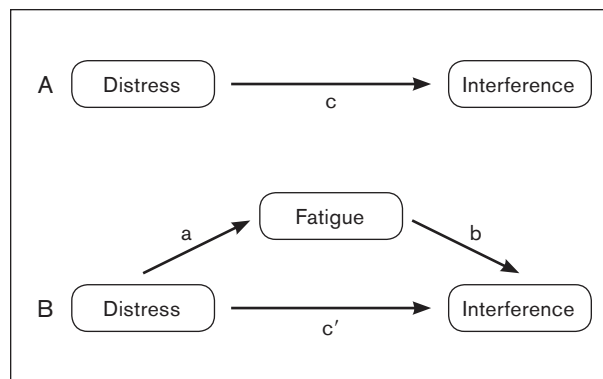 A Distress Interference
c
Fatigue
a b
B Distress Interference
c′